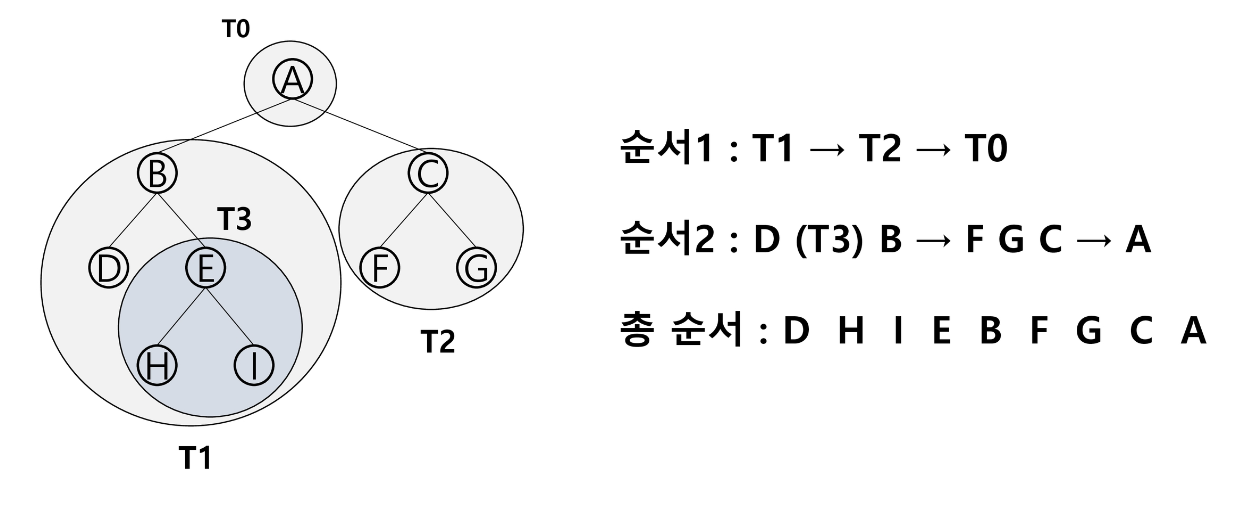 T0
A
B
C
T3
D
E
F
G
H
I
T2
T1
순서1 : T1 → T2 → T0
순서2 : D (T3) B → F G C → A
총 순서 : D H I E B F G C A